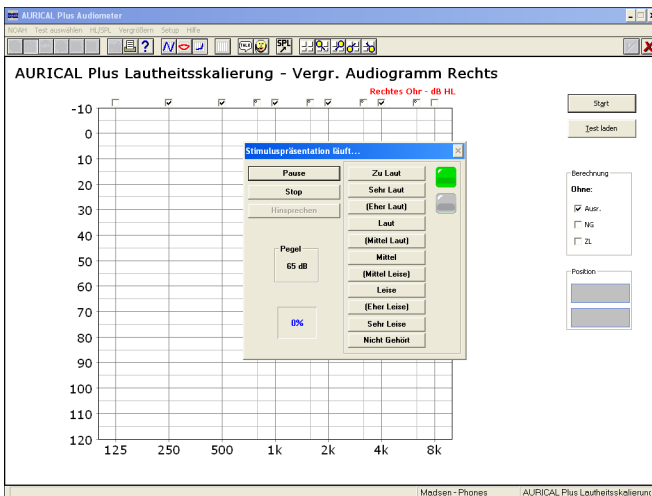 AURICAL Plus Audiometer
NOAH Test auswählen HL/SPL Vergrößern Setup Hilfe
TALK SPL
AURICAL Plus Lautheitsskalierung - Vergr. Audiogramm Rechts
Rechtes Ohr - dB HL
-10
0
10
20
30
40
50
60
70
80
90
100
110
120
125 250 500 1k 2k 4k 8k
Stimuluspräsentation läuft...
Pause
Stop
Hinsprechen
Pegel
65 dB
0%
Zu Laut
Sehr Laut
(Eher Laut)
Laut
(Mittel Laut)
Mittel
(Mittel Leise)
Leise
(Eher Leise)
Sehr Leise
Nicht Gehört
Start
Test laden
Berechnung
Ohne:
Ausr.
NG
ZL
Position
Madsen - Phones AURICAL Plus Lautheitsskalierung